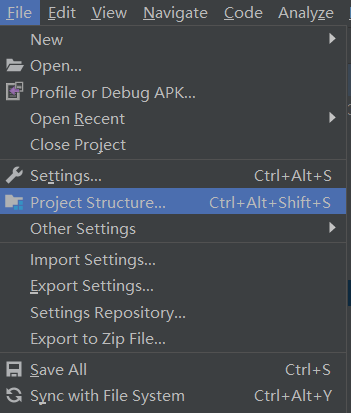 File Edit View Navigate Code Analyze
New
Open...
Profile or Debug APK...
Open Recent
Close Project
Settings... Ctrl+Alt+S
Project Structure... Ctrl+Alt+Shift+S
Other Settings
Import Settings...
Export Settings...
Settings Repository...
Export to Zip File...
Save All Ctrl+S
Sync with File System Ctrl+Alt+Y